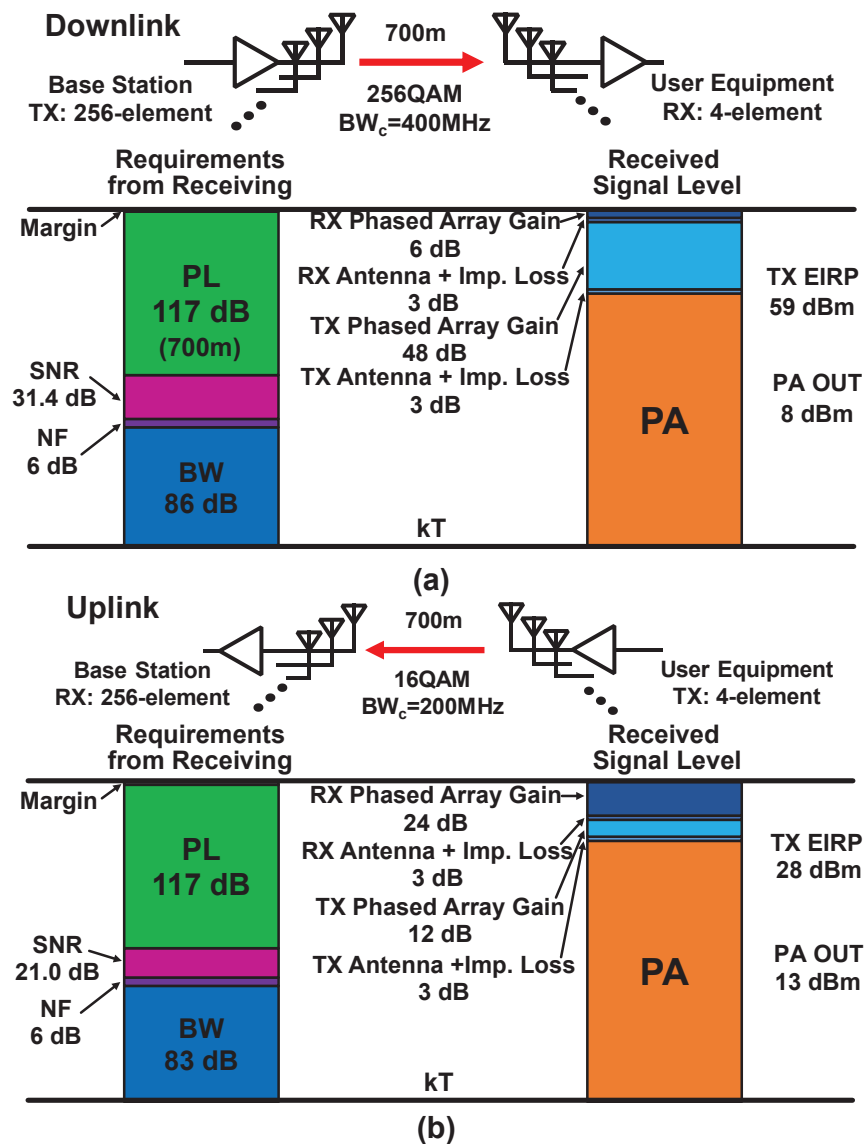 Downlink
700m
Base Station
TX: 256-element
256QAM
BWc=400MHz
User Equipment
RX: 4-element
Requirements
from Receiving
Received
Signal Level
Margin
PL
117 dB
(700m)
SNR
31.4 dB
NF
6 dB
BW
86 dB
RX Phased Array Gain
6 dB
RX Antenna + Imp. Loss
3 dB
TX Phased Array Gain
48 dB
TX Antenna + Imp. Loss
3 dB
PA
TX EIRP
59 dBm
PA OUT
8 dBm
kT
(a)
Uplink
700m
Base Station
RX: 256-element
16QAM
BWc=200MHz
User Equipment
TX: 4-element
Requirements
from Receiving
Received
Signal Level
Margin
PL
117 dB
SNR
21.0 dB
NF
6 dB
BW
83 dB
RX Phased Array Gain
24 dB
RX Antenna + Imp. Loss
3 dB
TX Phased Array Gain
12 dB
TX Antenna +Imp. Loss
3 dB
PA
TX EIRP
28 dBm
PA OUT
13 dBm
kT
(b)